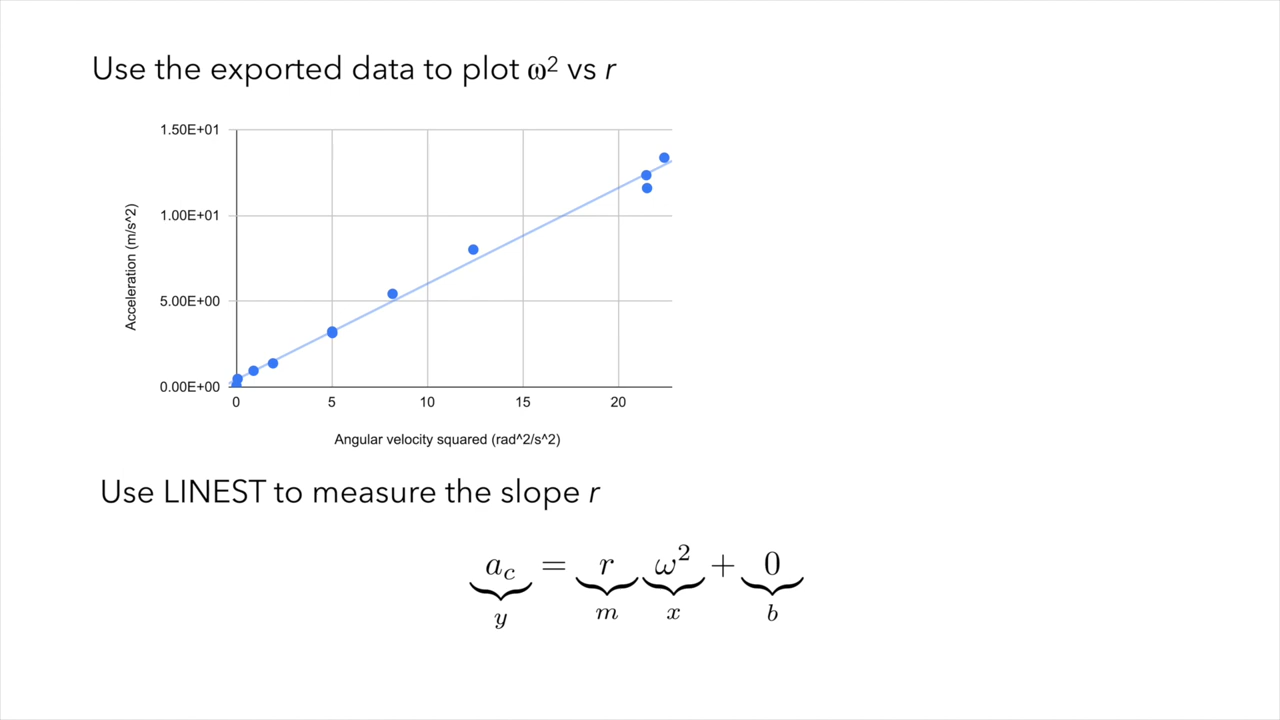 Use the exported data to plot ω² vs r
1.50E+01
1.00E+01
5.00E+00
0.00E+00
Acceleration (m/s^2)
0 5 10 15 20
Angular velocity squared (rad^2/s^2)
Use LINEST to measure the slope r
a_c = r ω² + 0
y m x b